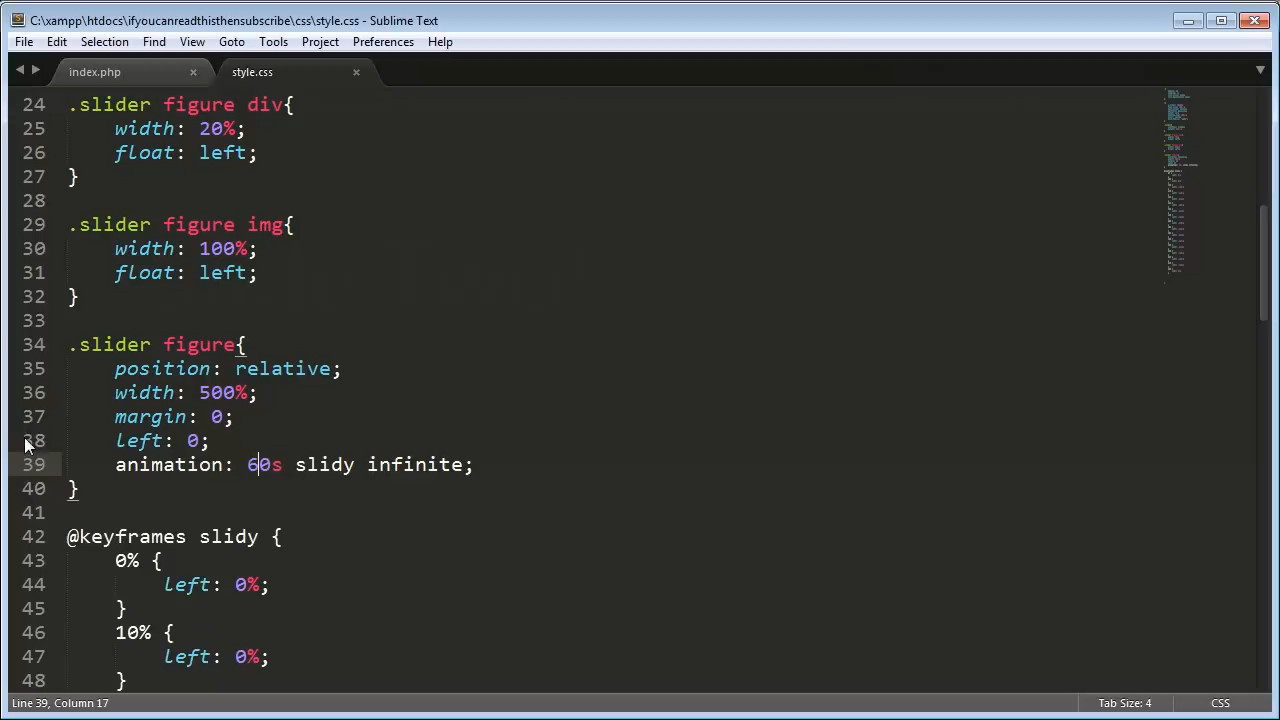 C:\xampp\htdocs\ifyoucanreadthisthensubscribe\css\style.css - Sublime Text
File Edit Selection Find View Goto Tools Project Preferences Help
index.php × style.css ×
24 .slider figure div{
25 width: 20%;
26 float: left;
27 }
28
29 .slider figure img{
30 width: 100%;
31 float: left;
32 }
33
34 .slider figure{
35 position: relative;
36 width: 500%;
37 margin: 0;
38 left: 0;
39 animation: 60s slidy infinite;
40 }
41
42 @keyframes slidy {
43 0% {
44 left: 0%;
45 }
46 10% {
47 left: 0%;
48 }
Line 39, Column 17 Tab Size: 4 CSS